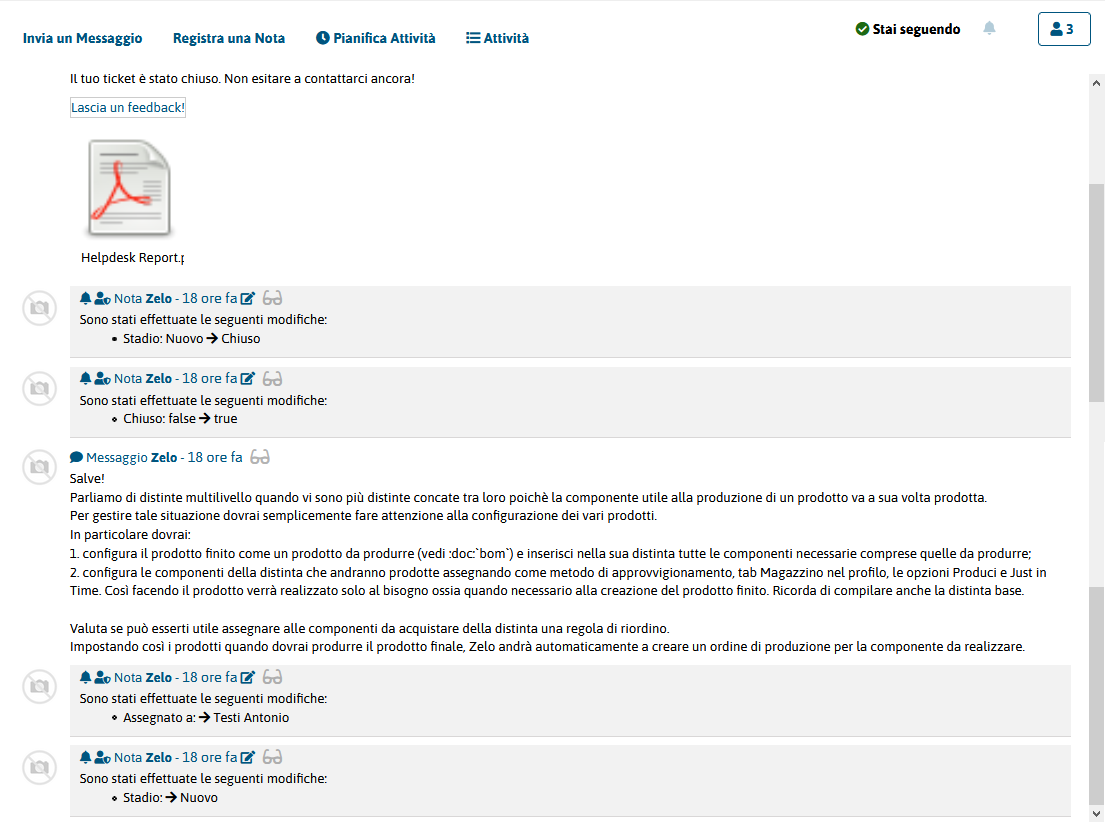 Invia un Messaggio Registra una Nota Pianifica Attività Attività Stai seguendo 3
Il tuo ticket è stato chiuso. Non esitare a contattarci ancora!
Lascia un feedback!
Helpdesk Report.p
Nota Zelo - 18 ore fa
Sono stati effettuate le seguenti modifiche:
• Stadio: Nuovo → Chiuso
Nota Zelo - 18 ore fa
Sono stati effettuate le seguenti modifiche:
• Chiuso: false → true
Messaggio Zelo - 18 ore fa
Salve!
Parliamo di distinte multilivello quando vi sono più distinte concate tra loro poichè la componente utile alla produzione di un prodotto va a sua volta prodotta.
Per gestire tale situazione dovrai semplicemente fare attenzione alla configurazione dei vari prodotti.
In particolare dovrai:
1. configura il prodotto finito come un prodotto da produrre (vedi :doc:`bom`) e inserisci nella sua distinta tutte le componenti necessarie comprese quelle da produrre;
2. configura le componenti della distinta che andranno prodotte assegnando come metodo di approvvigionamento, tab Magazzino nel profilo, le opzioni Produci e Just in
Time. Così facendo il prodotto verrà realizzato solo al bisogno ossia quando necessario alla creazione del prodotto finito. Ricorda di compilare anche la distinta base.
Valuta se può esserti utile assegnare alle componenti da acquistare della distinta una regola di riordino.
Impostando così i prodotti quando dovrai produrre il prodotto finale, Zelo andrà automaticamente a creare un ordine di produzione per la componente da realizzare.
Nota Zelo - 18 ore fa
Sono stati effettuate le seguenti modifiche:
• Assegnato a: → Testi Antonio
Nota Zelo - 18 ore fa
Sono stati effettuate le seguenti modifiche:
• Stadio: → Nuovo